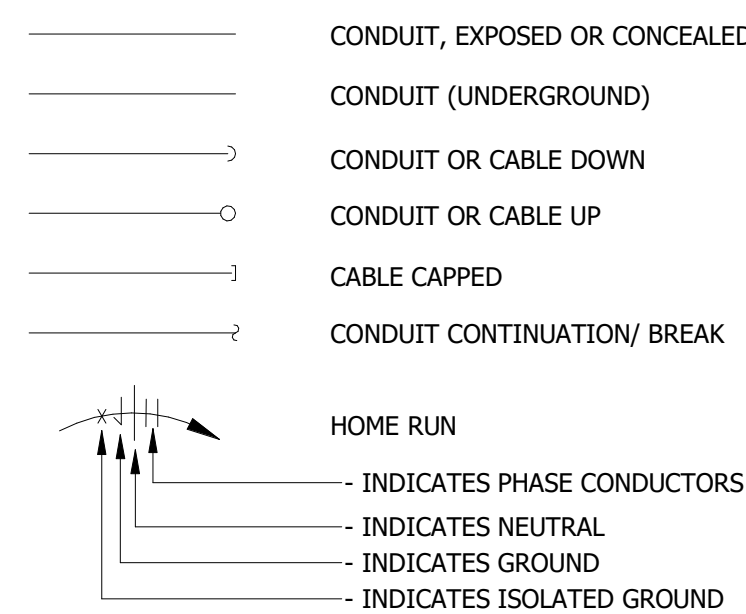 CONDUIT, EXPOSED OR CONCEALED
CONDUIT (UNDERGROUND)
CONDUIT OR CABLE DOWN
CONDUIT OR CABLE UP
CABLE CAPPED
CONDUIT CONTINUATION/ BREAK
HOME RUN
- INDICATES PHASE CONDUCTORS
- INDICATES NEUTRAL
- INDICATES GROUND
- INDICATES ISOLATED GROUND